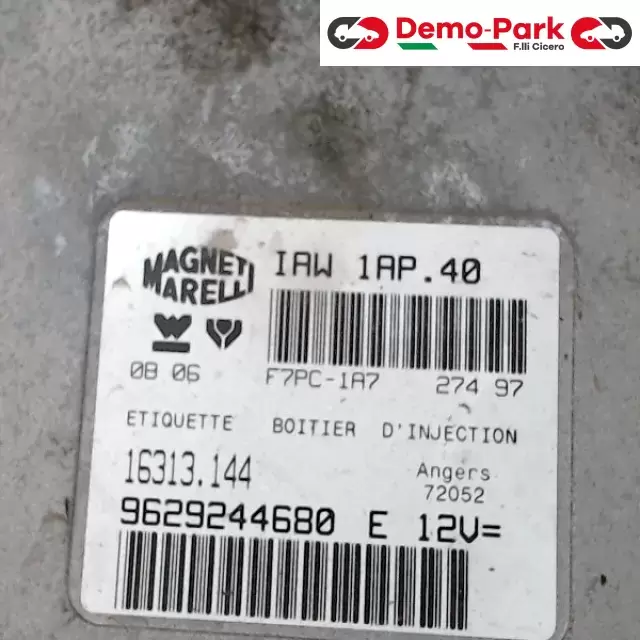 Demo-Park
F.lli Cicero
MAGNETI
MARELLI
IAW 1AP.40
08 06
F7PC-1A7 274 97
ETIQUETTE BOITIER D'INJECTION
16313.144
Angers
72052
9629244680 E 12V=